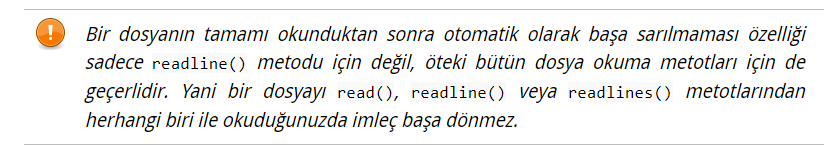 Bir dosyanın tamamı okunduktan sonra otomatik olarak başa sarılmaması özelliği
sadece readline() metodu için değil, öteki bütün dosya okuma metotları için de
geçerlidir. Yani bir dosyayı read(), readline() veya readlines() metotlarından
herhangi biri ile okuduğunuzda imleç başa dönmez.